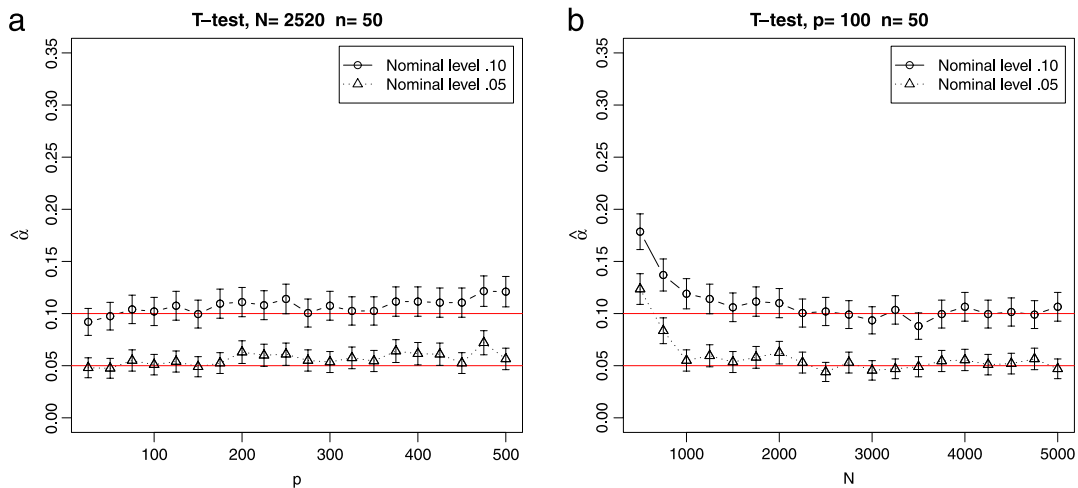 a
T−test, N= 2520 n= 50
Nominal level .10
Nominal level .05
0.35
0.30
0.25
0.20
0.15
0.10
0.05
0.00
α̂
100
200
300
400
500
p
b
T−test, p= 100 n= 50
Nominal level .10
Nominal level .05
0.35
0.30
0.25
0.20
0.15
0.10
0.05
0.00
α̂
1000
2000
3000
4000
5000
N